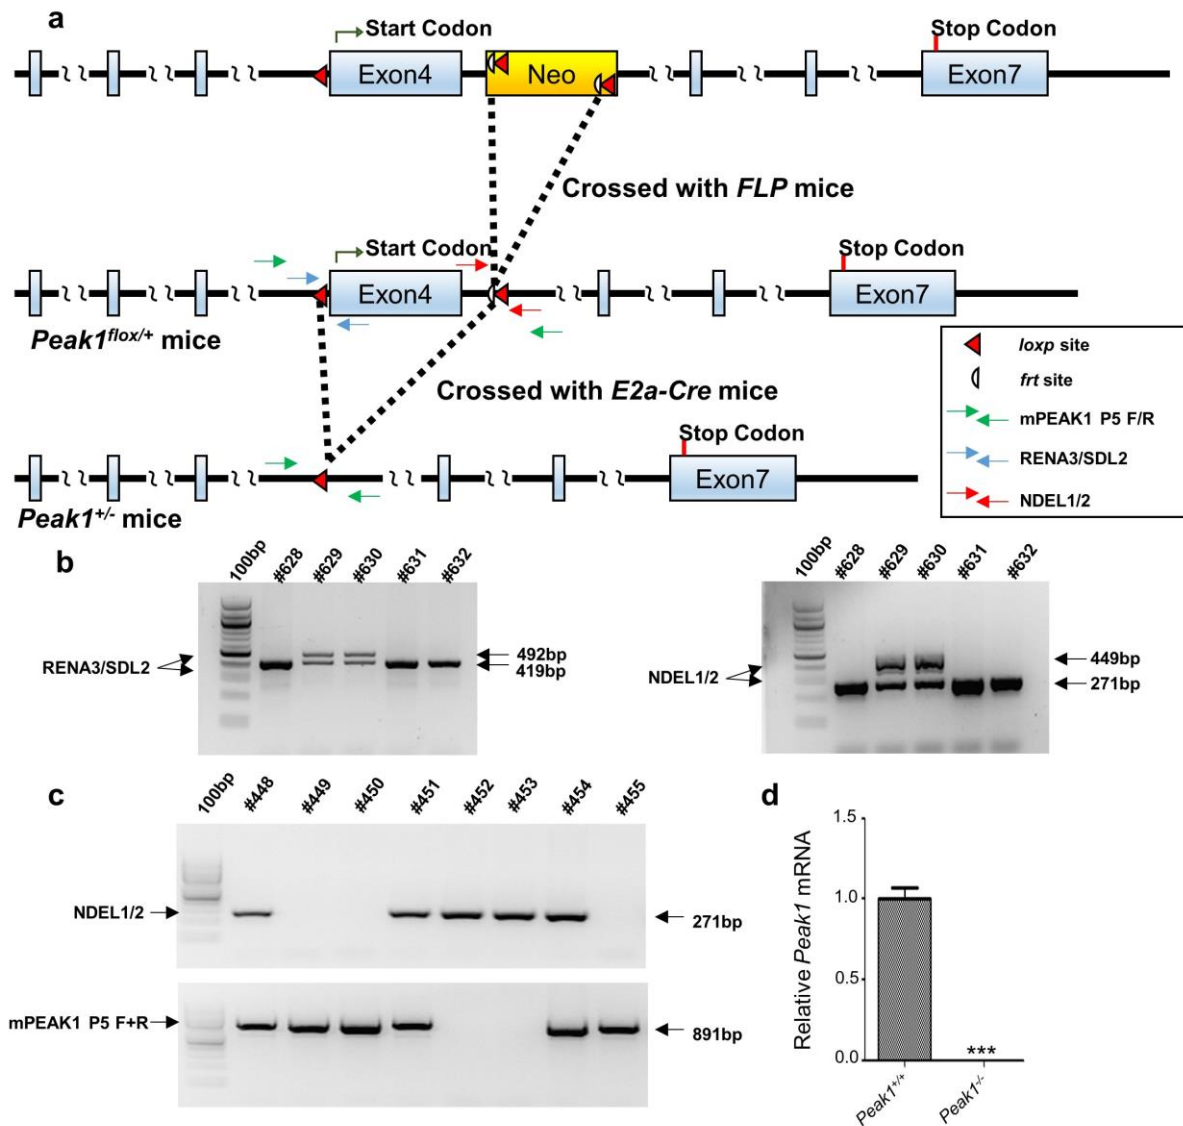 a
Start Codon
Stop Codon
Exon4
Neo
Exon7
Crossed with FLP mice
Start Codon
Stop Codon
Exon4
Exon7
Peak1flox/+ mice
Crossed with E2a-Cre mice
Stop Codon
Exon7
Peak1+/- mice
loxp site
frt site
mPEAK1 P5 F/R
RENA3/SDL2
NDEL1/2
b
100bp
#628
#629
#630
#631
#632
RENA3/SDL2
492bp
419bp
100bp
#628
#629
#630
#631
#632
NDEL1/2
449bp
271bp
c
100bp
#448
#449
#450
#451
#452
#453
#454
#455
NDEL1/2
271bp
mPEAK1 P5 F+R
891bp
d
Relative Peak1 mRNA
1.5
1.0
0.5
0.0
***
Peak1+/+
Peak1-/-